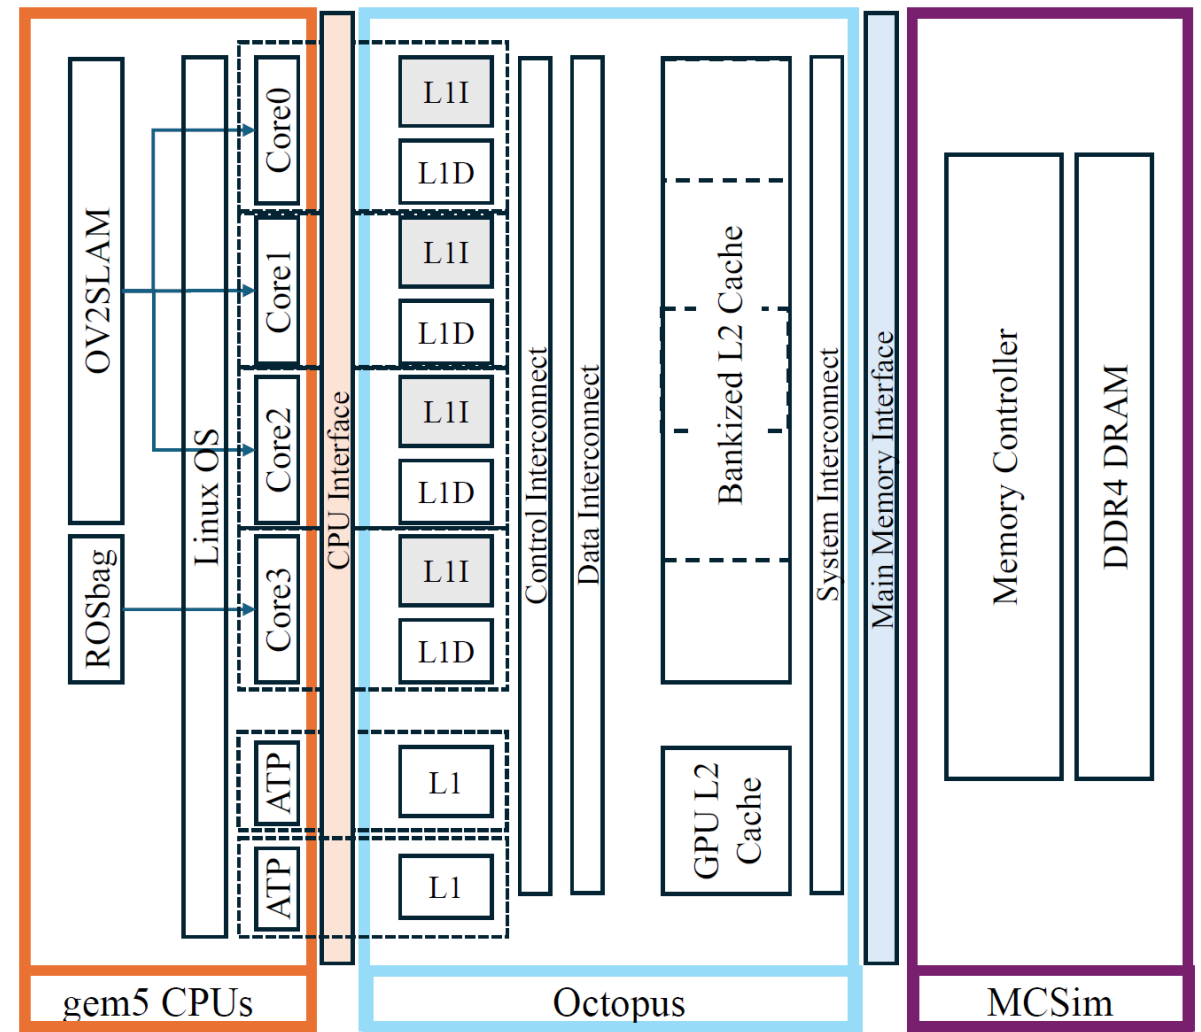 OV2SLAM
ROSbag
Linux OS
Core0
Core1
Core2
Core3
ATP
ATP
CPU Interface
L1I
L1D
L1I
L1D
L1I
L1D
L1I
L1D
L1
L1
Control Interconnect
Data Interconnect
Bankized L2 Cache
GPU L2
Cache
System Interconnect
Main Memory Interface
Memory Controller
DDR4 DRAM
gem5 CPUs
Octopus
MCSim